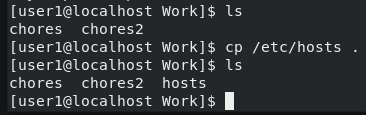 [user1@localhost Work]$ ls
chores  chores2
[user1@localhost Work]$ cp /etc/hosts .
[user1@localhost Work]$ ls
chores  chores2  hosts
[user1@localhost Work]$